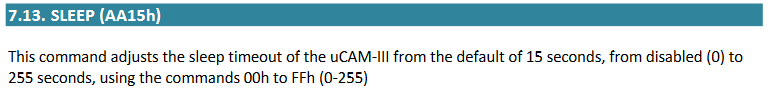 7.13. SLEEP (AA15h)
This command adjusts the sleep timeout of the uCAM-III from the default of 15 seconds, from disabled (0) to
255 seconds, using the commands 00h to FFh (0-255)